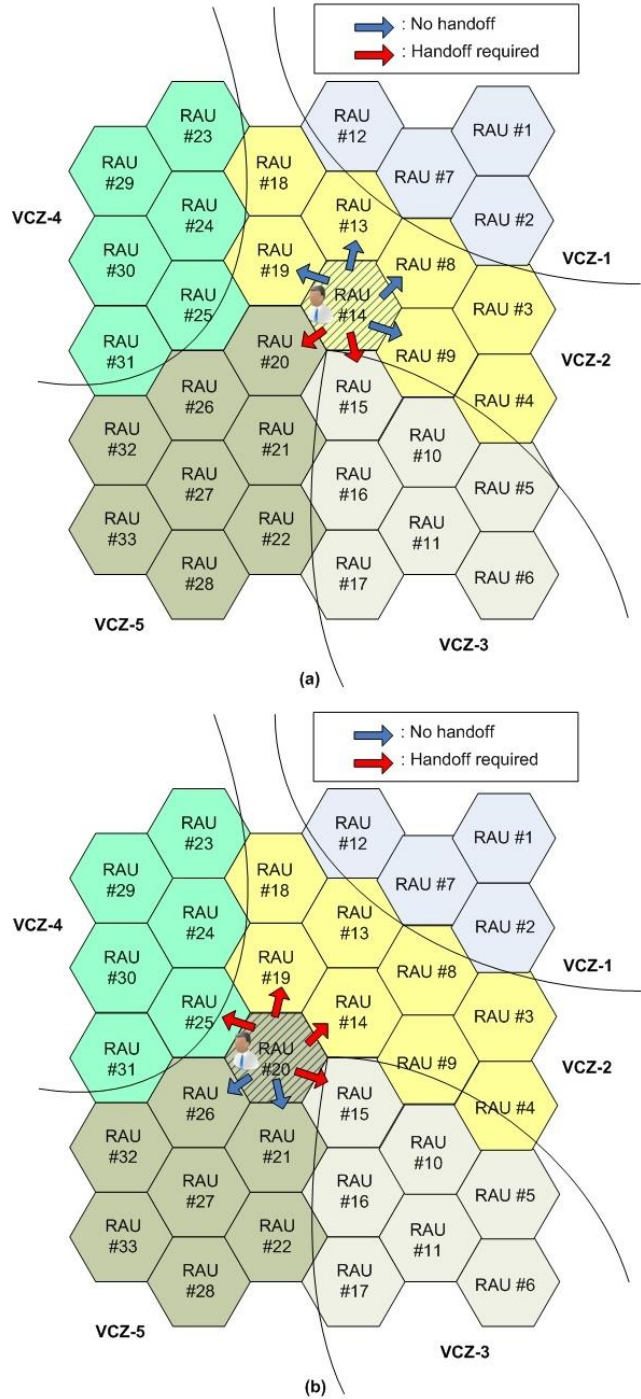 : No handoff
: Handoff required
RAU
#23
RAU
#12
RAU #1
RAU
#29
RAU
#18
RAU #7
VCZ-4
RAU
#24
RAU
#13
RAU #2
RAU
#30
RAU
#19
RAU #8
VCZ-1
RAU
#25
RAU
#14
RAU #3
RAU
#31
RAU
#20
RAU #9
VCZ-2
RAU
#26
RAU
#15
RAU #4
RAU
#32
RAU
#21
RAU
#10
RAU
#27
RAU
#16
RAU #5
RAU
#33
RAU
#22
RAU
#11
RAU
#28
RAU
#17
RAU #6
VCZ-5
VCZ-3
(a)
: No handoff
: Handoff required
RAU
#23
RAU
#12
RAU #1
RAU
#29
RAU
#18
RAU #7
VCZ-4
RAU
#24
RAU
#13
RAU #2
RAU
#30
RAU
#19
RAU #8
VCZ-1
RAU
#25
RAU
#14
RAU #3
RAU
#31
RAU
#20
RAU #9
VCZ-2
RAU
#26
RAU
#15
RAU #4
RAU
#32
RAU
#21
RAU
#10
RAU
#27
RAU
#16
RAU #5
RAU
#33
RAU
#22
RAU
#11
RAU
#28
RAU
#17
RAU #6
VCZ-5
VCZ-3
(b)